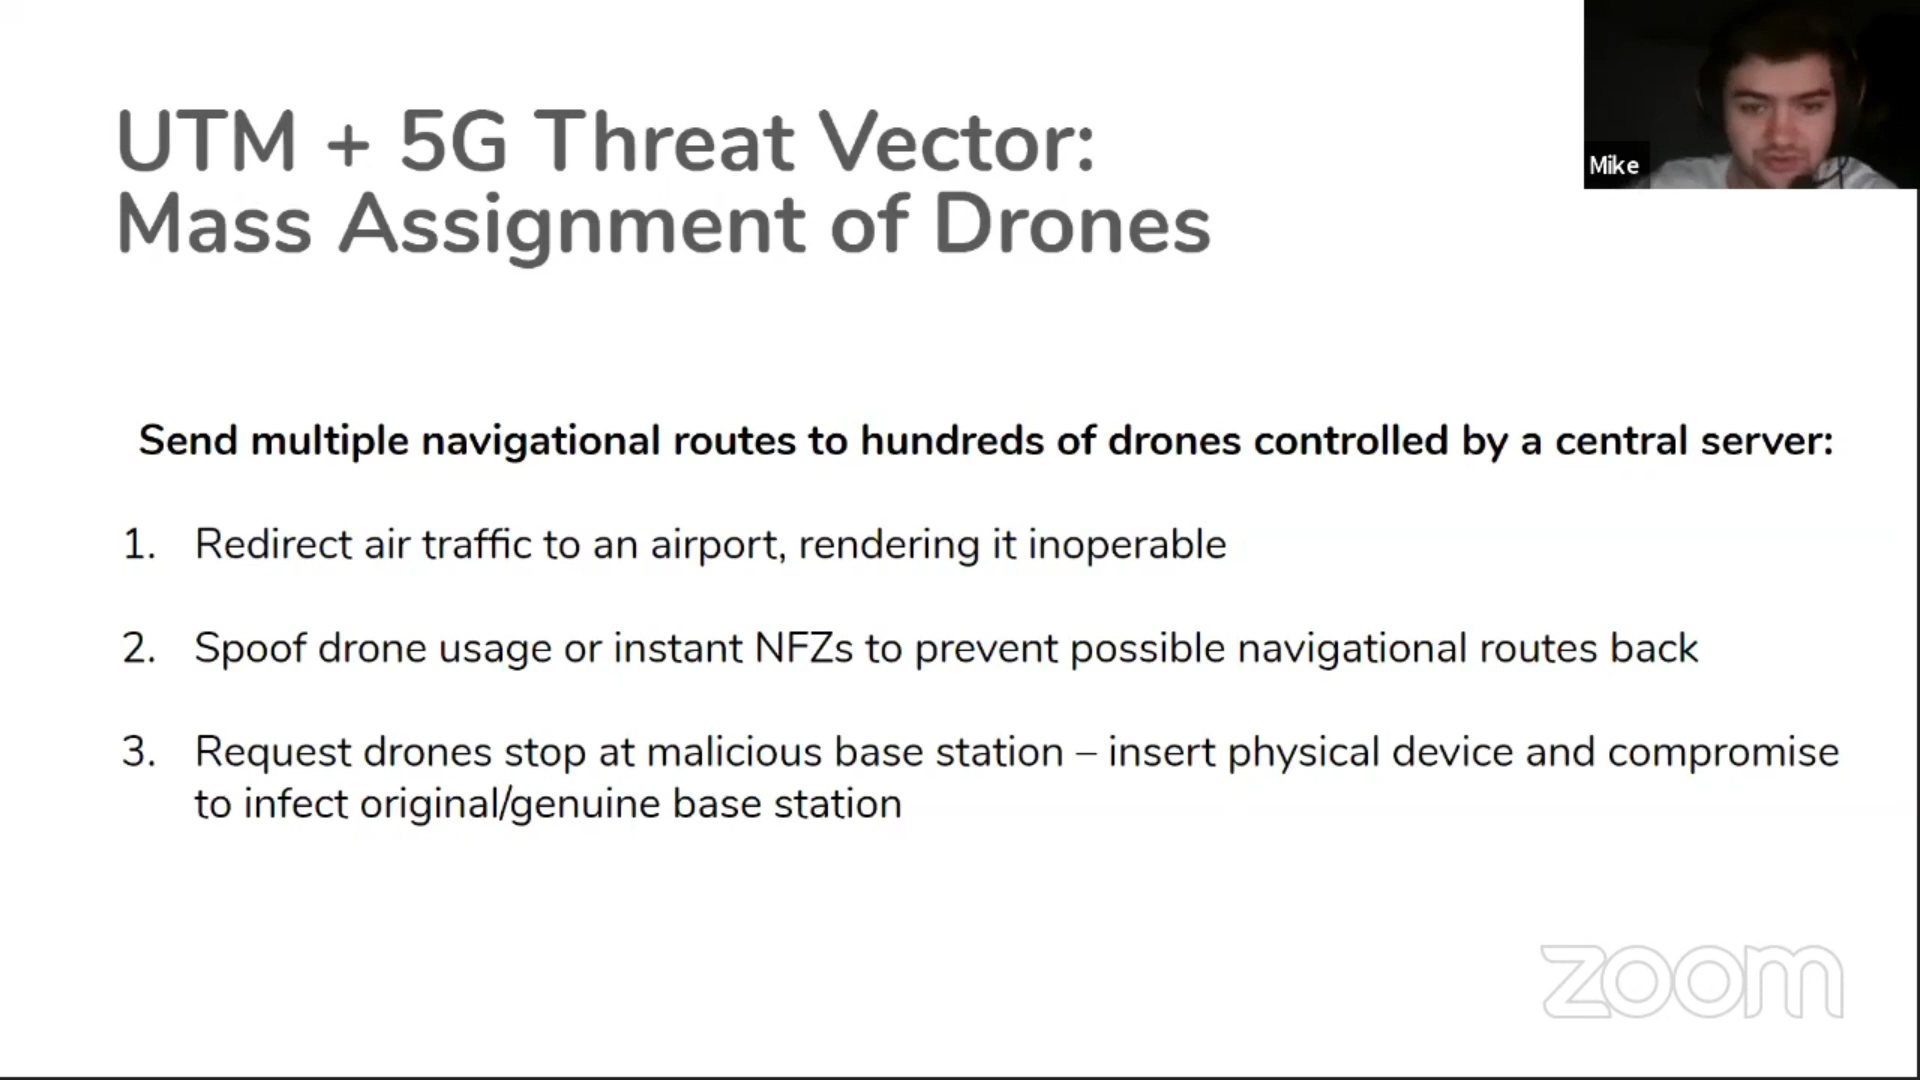 UTM + 5G Threat Vector:
Mass Assignment of Drones
Mike
Send multiple navigational routes to hundreds of drones controlled by a central server:
1. Redirect air traffic to an airport, rendering it inoperable
2. Spoof drone usage or instant NFZs to prevent possible navigational routes back
3. Request drones stop at malicious base station – insert physical device and compromise
to infect original/genuine base station
zoom